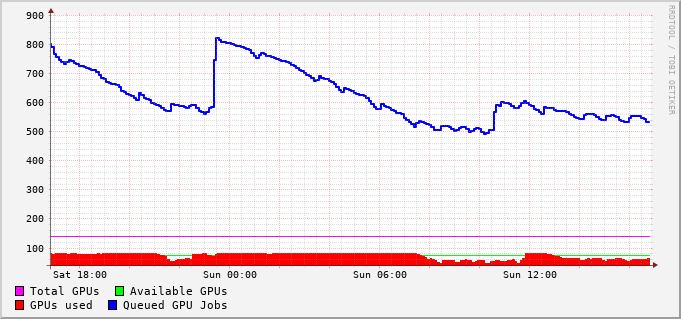 900
800
700
600
500
400
300
200
100
Sat 18:00 Sun 00:00 Sun 06:00 Sun 12:00
Total GPUs Available GPUs
GPUs used Queued GPU Jobs
RRDTOOL / TOBI OETIKER